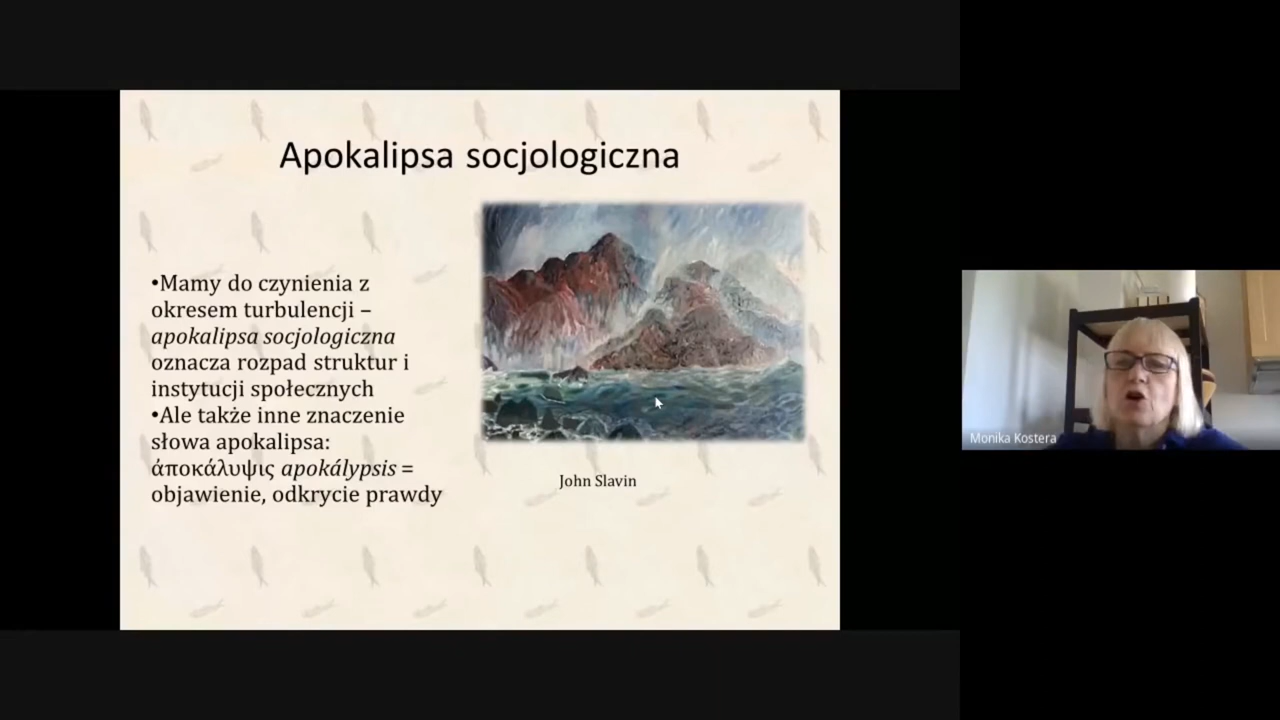 Apokalipsa socjologiczna
•Mamy do czynienia z
okresem turbulencji –
apokalipsa socjologiczna
oznacza rozpad struktur i
instytucji społecznych
•Ale także inne znaczenie
słowa apokalipsa:
ἀποκάλυψις apokálypsis =
objawienie, odkrycie prawdy
John Slavin
Monika Kostera